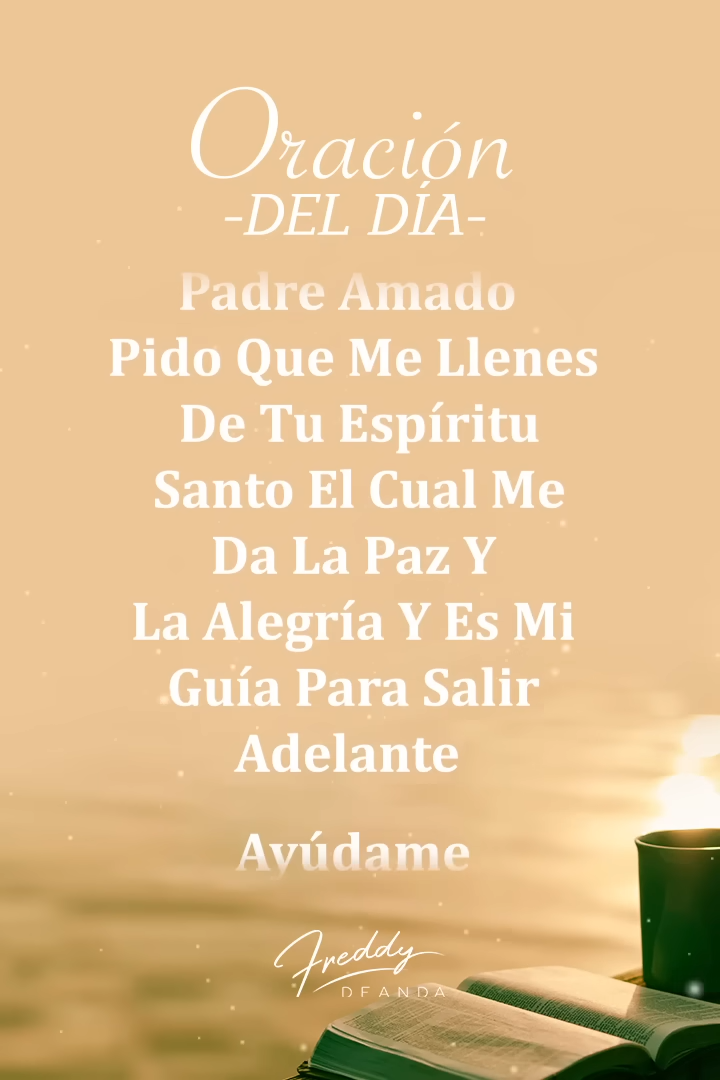 Oración
-DEL DÍA-
Padre Amado
Pido Que Me Llenes
De Tu Espíritu
Santo El Cual Me
Da La Paz Y
La Alegría Y Es Mi
Guía Para Salir
Adelante
Ayúdame
Freddy
DEANDA